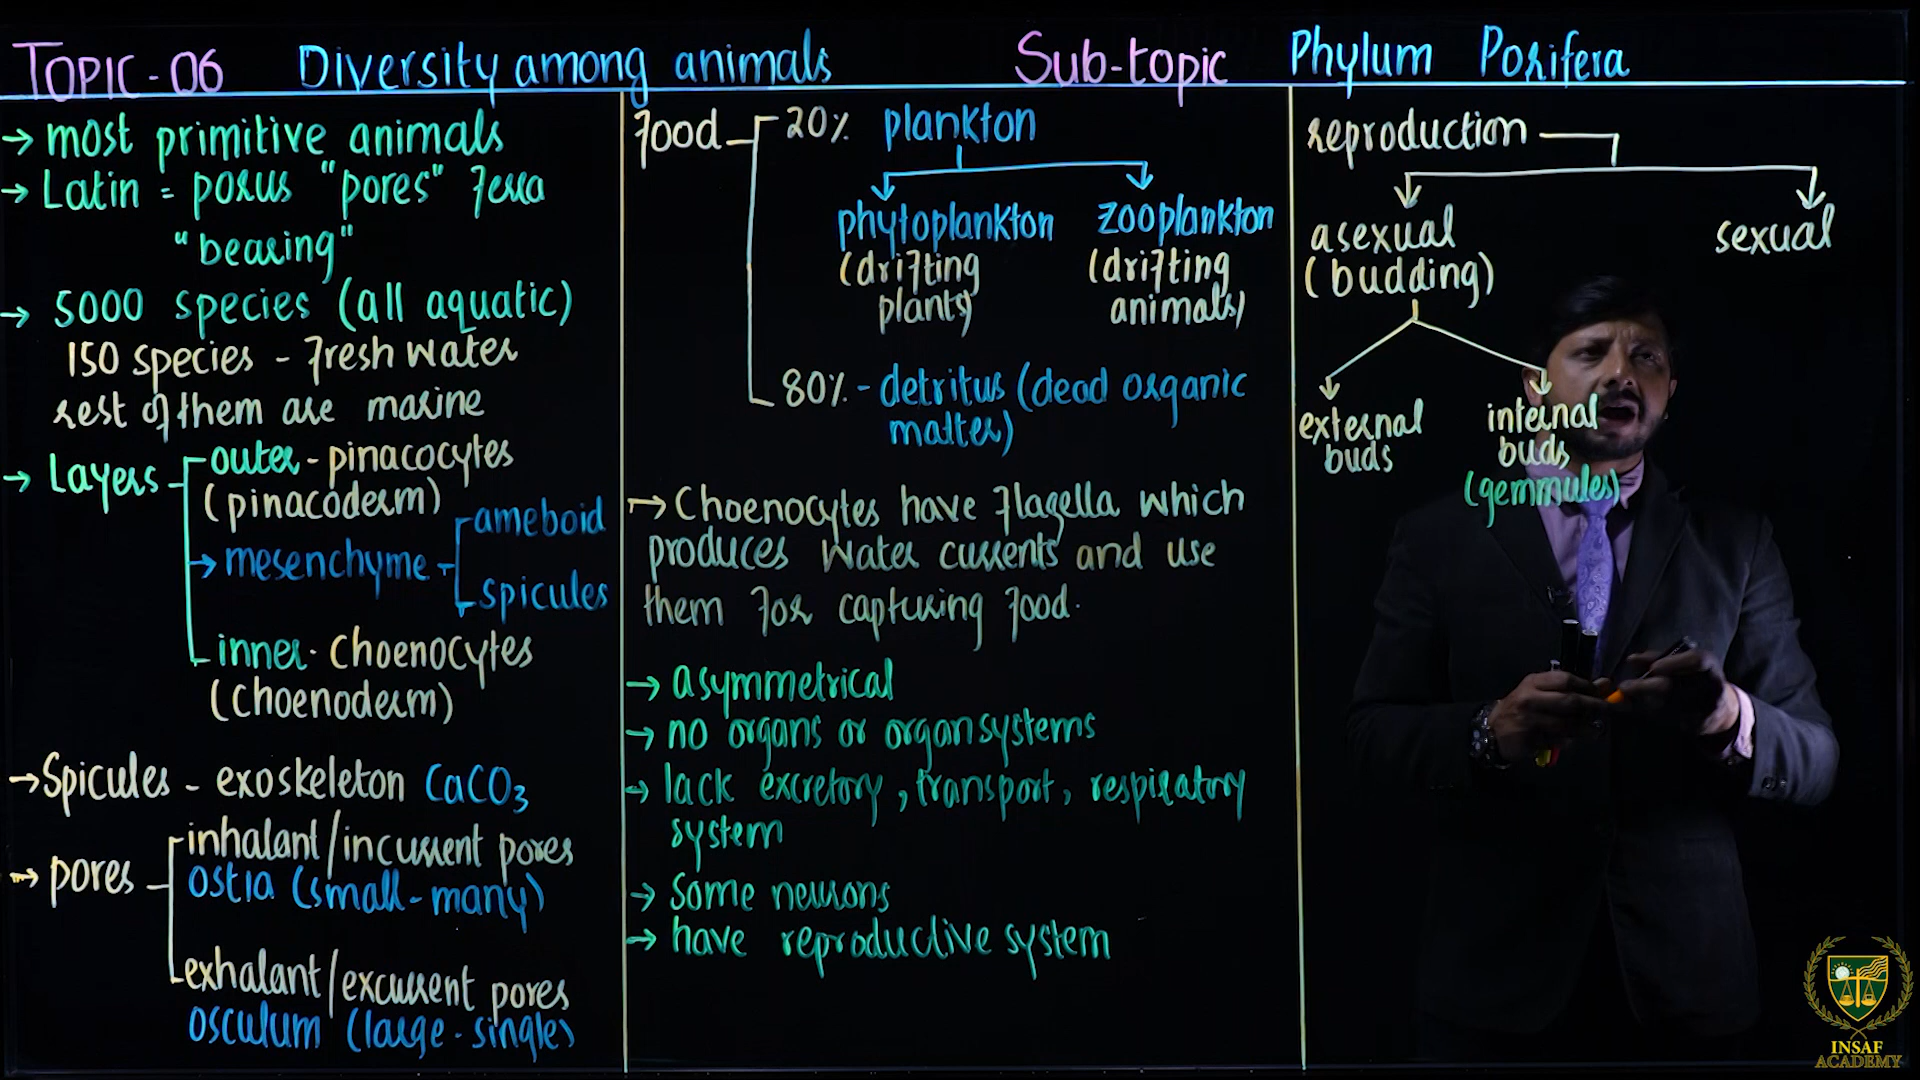 TOPIC-06 Diversity among animals Sub-topic Phylum Porifera
→ most primitive animals
→ Latin = porus "pores" ferra
"bearing"
→ 5000 species (all aquatic)
150 species - fresh water
rest of them are marine
→ Layers
outer - pinacocytes
(pinacoderm)
→ mesenchyme
ameboid
spicules
inner - Choenocytes
(Choenoderm)
→ Spicules - exoskeleton CaCO3
→ pores
inhalant/incurrent pores
ostia (small - many)
exhalant/excurrent pores
osculum (large - single)
food
20% plankton
phytoplankton
(drifting
plants)
zooplankton
(drifting
animals)
80% - detritus (dead organic
matter)
→ Choenocytes have flagella which
produces water currents and use
them for capturing food.
→ asymmetrical
→ no organs or organsystems
→ lack excretory, transport, respiratory
system
→ Some neurons
→ have reproductive system
reproduction
asexual
(budding)
sexual
external
buds
internal
buds
(gemmules)
INSAF
ACADEMY